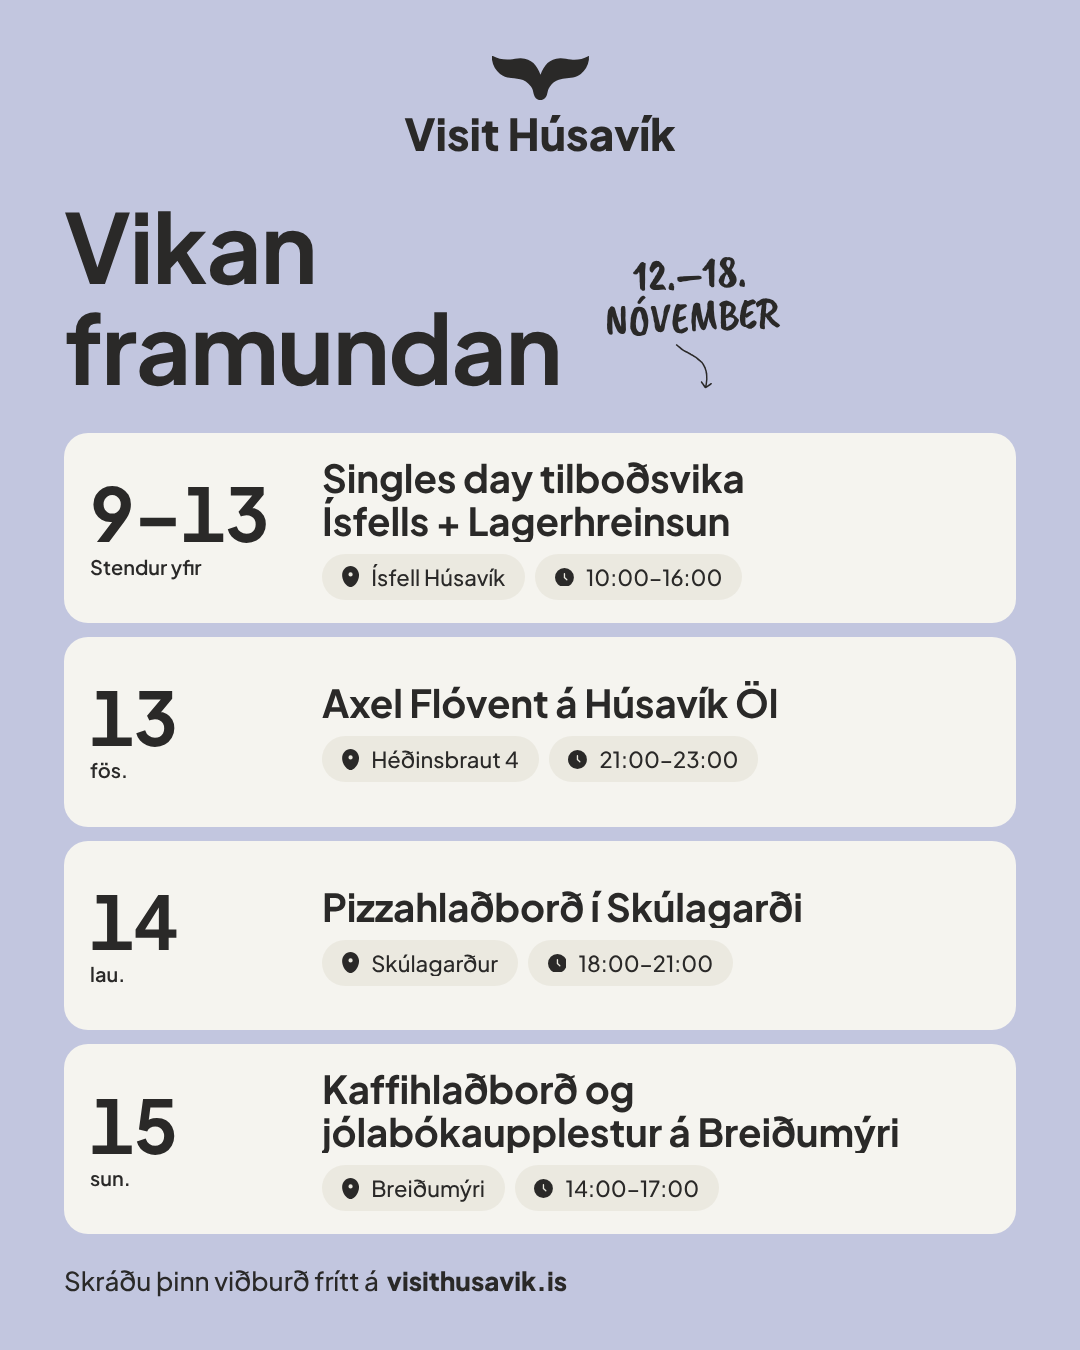 Visit Húsavík
Vikan
framundan
12.–18.
NÓVEMBER
9–13
Stendur yfir
Singles day tilboðsvika
Ísfells + Lagerhreinsun
Ísfell Húsavík
10:00–16:00
13
fös.
Axel Flóvent á Húsavík Öl
Héðinsbraut 4
21:00–23:00
14
lau.
Pizzahlaðborð í Skúlagarði
Skúlagarður
18:00–21:00
15
sun.
Kaffihlaðborð og
jólabókaupplestur á Breiðumýri
Breiðumýri
14:00–17:00
Skráðu þinn viðburð frítt á visithusavik.is